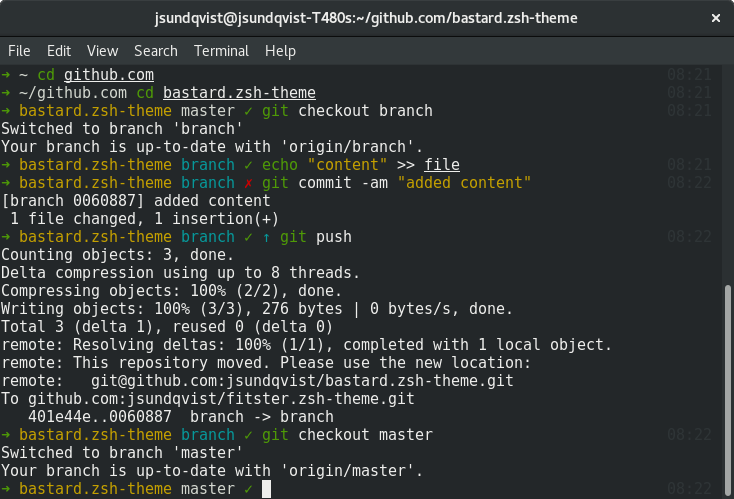 jsundqvist@jsundqvist-T480s:~/github.com/bastard.zsh-theme ×
File Edit View Search Terminal Help
➜ ~ cd github.com 08:21
➜ ~/github.com cd bastard.zsh-theme 08:21
➜ bastard.zsh-theme master ✓ git checkout branch 08:21
Switched to branch 'branch'
Your branch is up-to-date with 'origin/branch'.
➜ bastard.zsh-theme branch ✓ echo "content" >> file 08:21
➜ bastard.zsh-theme branch ✗ git commit -am "added content" 08:22
[branch 0060887] added content
 1 file changed, 1 insertion(+)
➜ bastard.zsh-theme branch ✓ ↑ git push 08:22
Counting objects: 3, done.
Delta compression using up to 8 threads.
Compressing objects: 100% (2/2), done.
Writing objects: 100% (3/3), 276 bytes | 0 bytes/s, done.
Total 3 (delta 1), reused 0 (delta 0)
remote: Resolving deltas: 100% (1/1), completed with 1 local object.
remote: This repository moved. Please use the new location:
remote:   git@github.com:jsundqvist/bastard.zsh-theme.git
To github.com:jsundqvist/fitster.zsh-theme.git
   401e44e..0060887  branch -> branch
➜ bastard.zsh-theme branch ✓ git checkout master 08:22
Switched to branch 'master'
Your branch is up-to-date with 'origin/master'.
➜ bastard.zsh-theme master ✓ 08:22